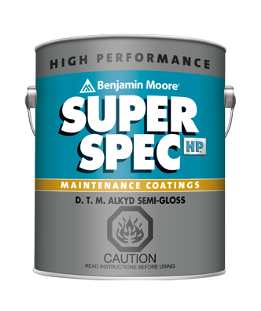 HIGH PERFORMANCE
Benjamin Moore®
SUPER
SPEC
HP®
MAINTENANCE COATINGS
D. T. M. ALKYD SEMI-GLOSS
CAUTION
READ INSTRUCTIONS BEFORE USING